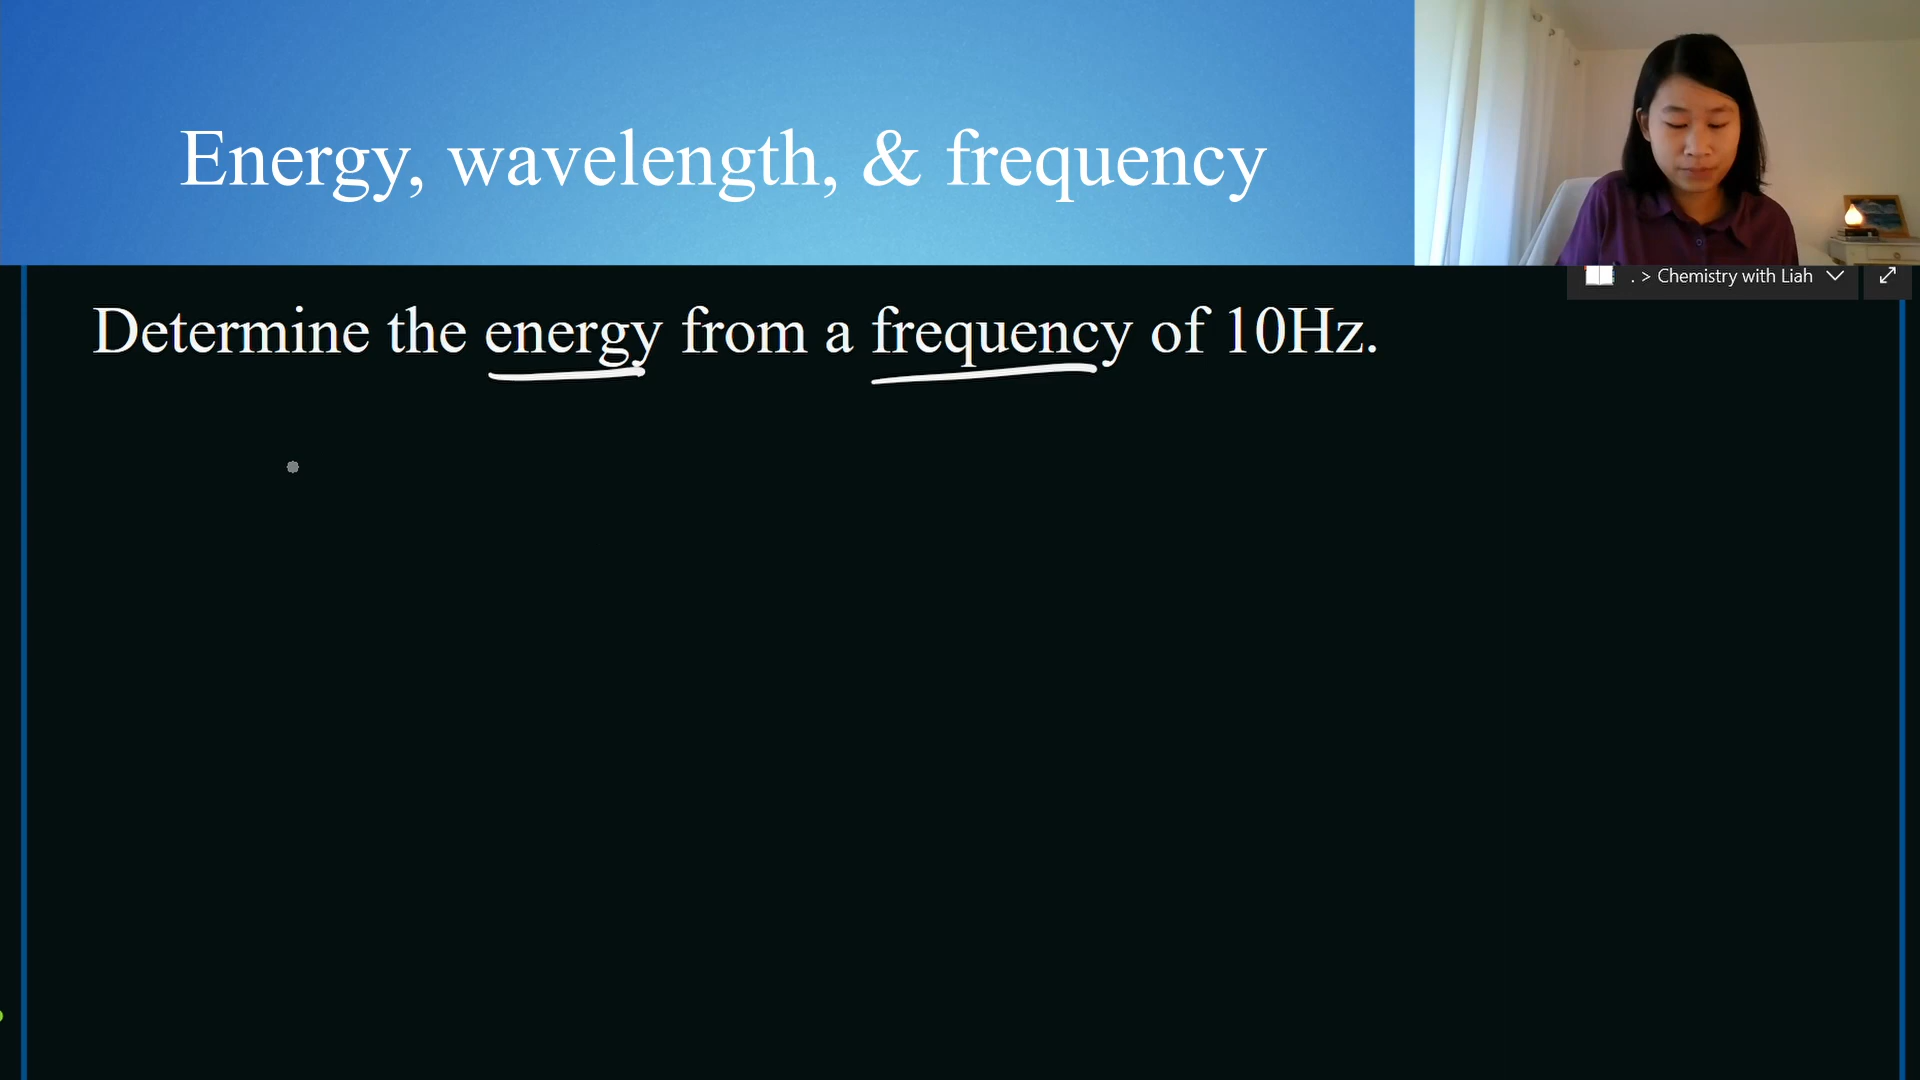 Energy, wavelength, & frequency
. > Chemistry with Liah
Determine the energy from a frequency of 10Hz.